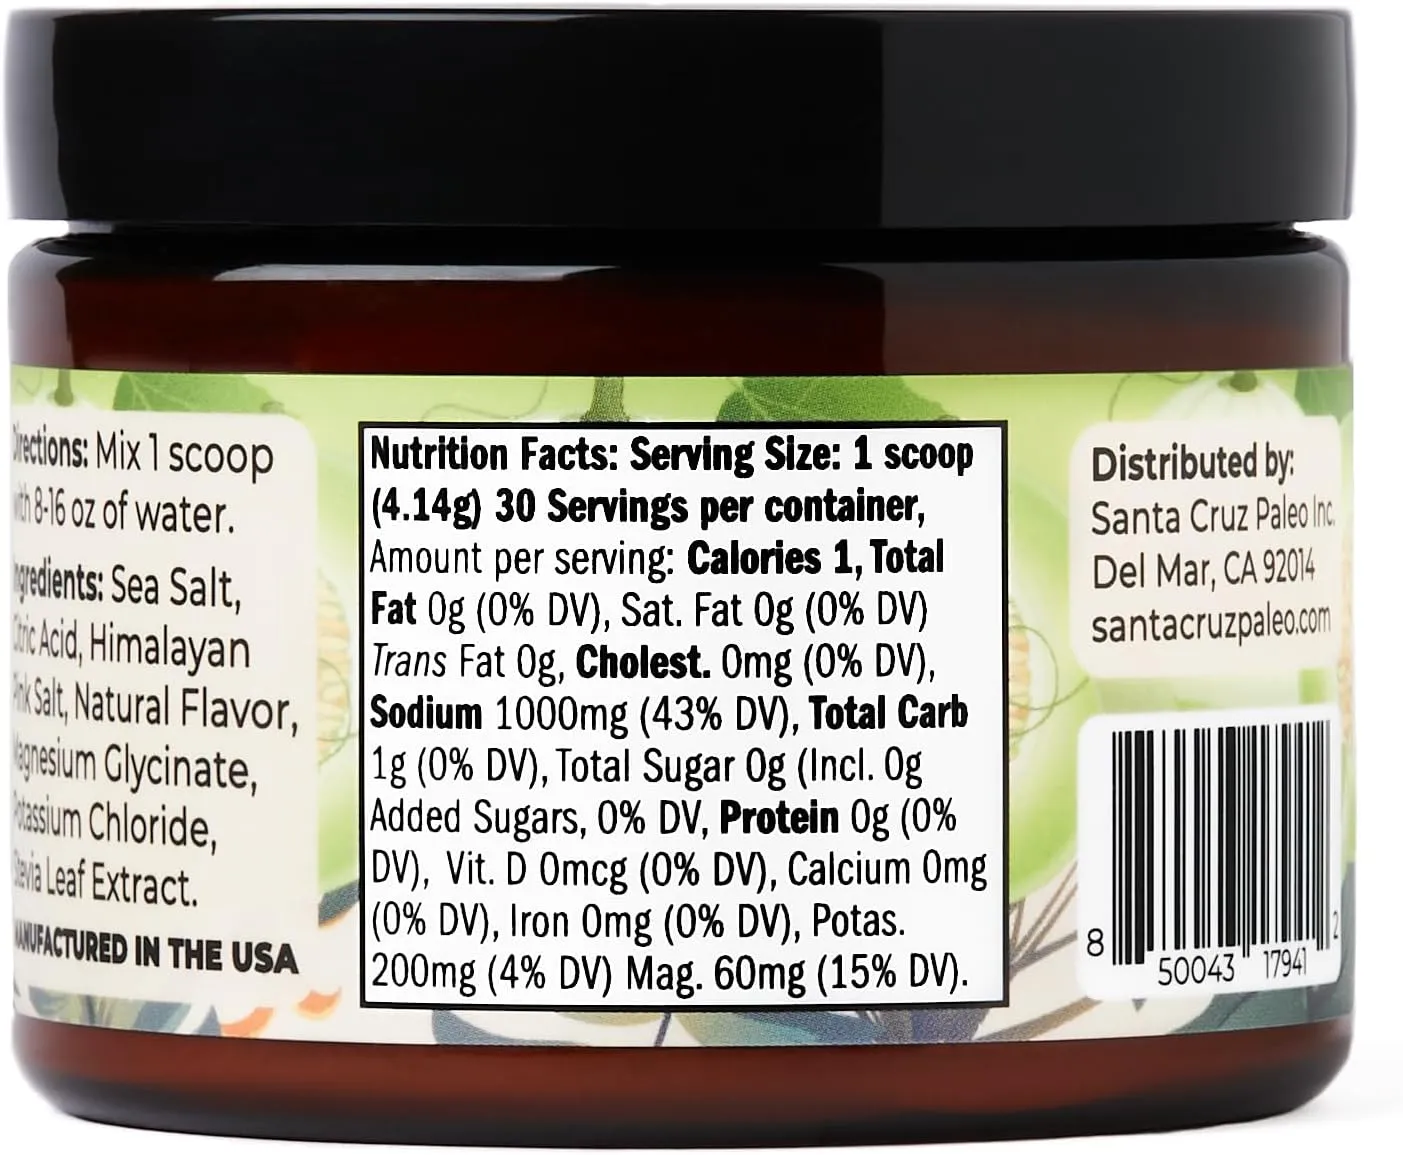 Directions: Mix 1 scoop
with 8-16 oz of water.
Ingredients: Sea Salt,
Citric Acid, Himalayan
Pink Salt, Natural Flavor,
Magnesium Glycinate,
Potassium Chloride,
Stevia Leaf Extract.
MANUFACTURED IN THE USA
Nutrition Facts: Serving Size: 1 scoop
(4.14g) 30 Servings per container,
Amount per serving: Calories 1, Total
Fat 0g (0% DV), Sat. Fat 0g (0% DV)
Trans Fat 0g, Cholest. 0mg (0% DV),
Sodium 1000mg (43% DV), Total Carb
1g (0% DV), Total Sugar 0g (Incl. 0g
Added Sugars, 0% DV, Protein 0g (0%
DV), Vit. D 0mcg (0% DV), Calcium 0mg
(0% DV), Iron 0mg (0% DV), Potas.
200mg (4% DV) Mag. 60mg (15% DV).
Distributed by:
Santa Cruz Paleo Inc.
Del Mar, CA 92014
santacruzpaleo.com
8 50043 17941 2